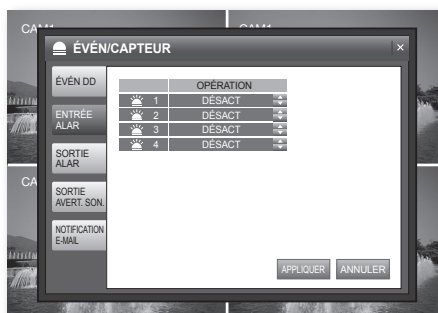 CAM1
ÉVÉN/CAPTEUR
ÉVÉN DD
ENTRÉE
ALAR
SORTIE
ALAR
SORTIE
AVERT. SON.
NOTIFICATION
E-MAIL
OPÉRATION
1 DÉSACT
2 DÉSACT
3 DÉSACT
4 DÉSACT
APPLIQUER ANNULER